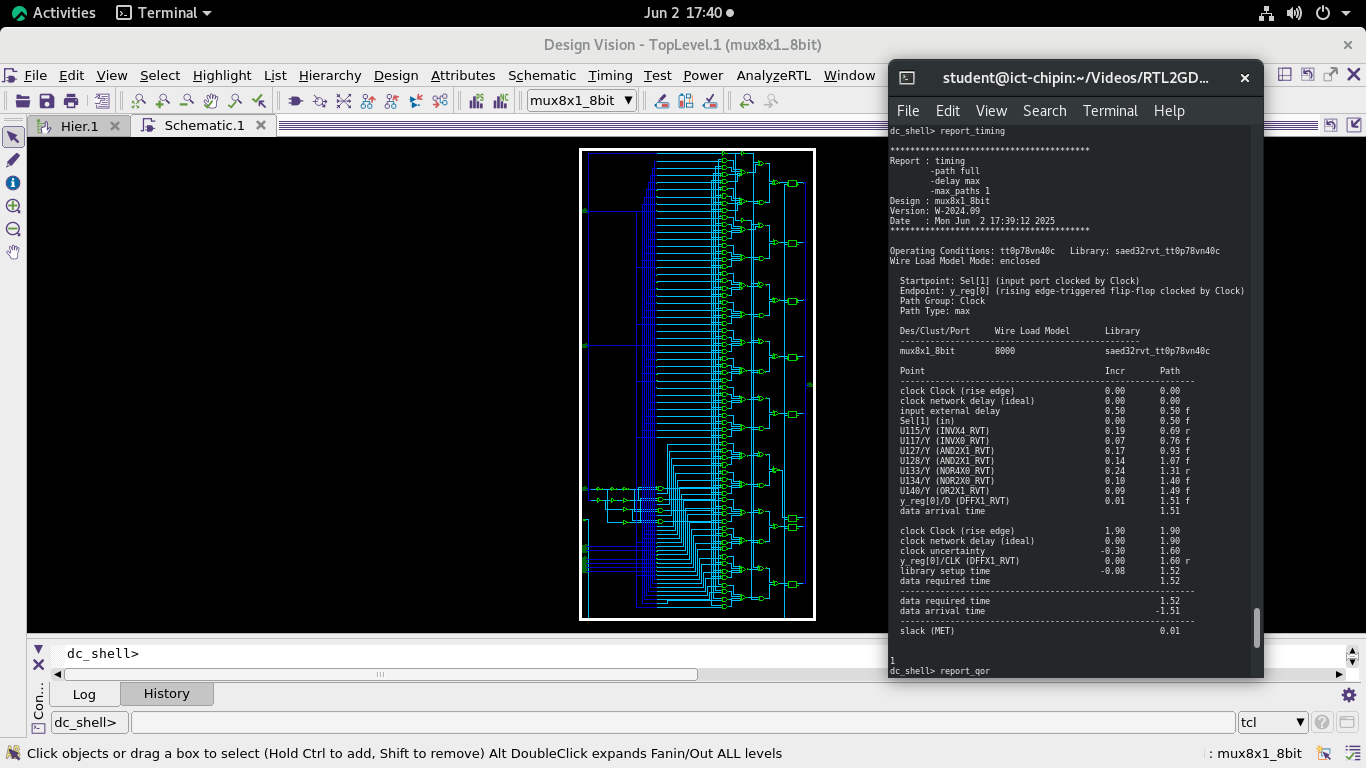 Activities Terminal Jun 2 17:40
Design Vision - TopLevel.1 (mux8x1_8bit)
File Edit View Select Highlight List Hierarchy Design Attributes Schematic Timing Test Power AnalyzeRTL Window
mux8x1_8bit
Hier.1 Schematic.1
student@ict-chipin:~/Videos/RTL2GD...
File Edit View Search Terminal Help
dc_shell> report_timing
****************************************
Report : timing
-path full
-delay max
-max_paths 1
Design : mux8x1_8bit
Version: W-2024.09
Date : Mon Jun 2 17:39:12 2025
****************************************
Operating Conditions: tt0p78vn40c Library: saed32rvt_tt0p78vn40c
Wire Load Model Mode: enclosed
Startpoint: Sel[1] (input port clocked by Clock)
Endpoint: y_reg[0] (rising edge-triggered flip-flop clocked by Clock)
Path Group: Clock
Path Type: max
Des/Clust/Port Wire Load Model Library
------------------------------------------------
mux8x1_8bit 8000 saed32rvt_tt0p78vn40c
Point Incr Path
-----------------------------------------------------------
clock Clock (rise edge) 0.00 0.00
clock network delay (ideal) 0.00 0.00
input external delay 0.50 0.50 f
Sel[1] (in) 0.00 0.50 f
U115/Y (INVX4_RVT) 0.19 0.69 r
U117/Y (INVX0_RVT) 0.07 0.76 f
U127/Y (AND2X1_RVT) 0.17 0.93 f
U128/Y (AND2X1_RVT) 0.14 1.07 f
U133/Y (NOR4X0_RVT) 0.24 1.31 r
U134/Y (NOR2X0_RVT) 0.10 1.40 f
U140/Y (OR2X1_RVT) 0.09 1.49 f
y_reg[0]/D (DFFX1_RVT) 0.01 1.51 f
data arrival time 1.51
clock Clock (rise edge) 1.90 1.90
clock network delay (ideal) 0.00 1.90
clock uncertainty -0.30 1.60
y_reg[0]/CLK (DFFX1_RVT) 0.00 1.60 r
library setup time -0.08 1.52
data required time 1.52
-----------------------------------------------------------
data required time 1.52
data arrival time -1.51
-----------------------------------------------------------
slack (MET) 0.01
1
dc_shell> report_qor
dc_shell>
Log History
Con...
dc_shell> tcl
Click objects or drag a box to select (Hold Ctrl to add, Shift to remove) Alt DoubleClick expands Fanin/Out ALL levels : mux8x1_8bit